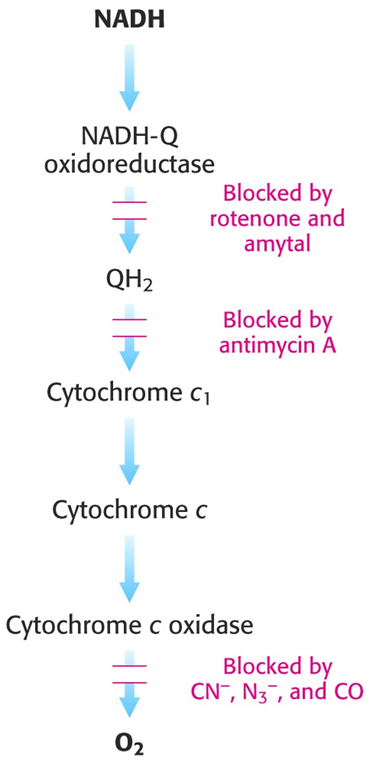 NADH
NADH-Q
oxidoreductase
Blocked by
rotenone and
amytal
QH₂
Blocked by
antimycin A
Cytochrome c₁
Cytochrome c
Cytochrome c oxidase
Blocked by
CN⁻, N₃⁻, and CO
O₂